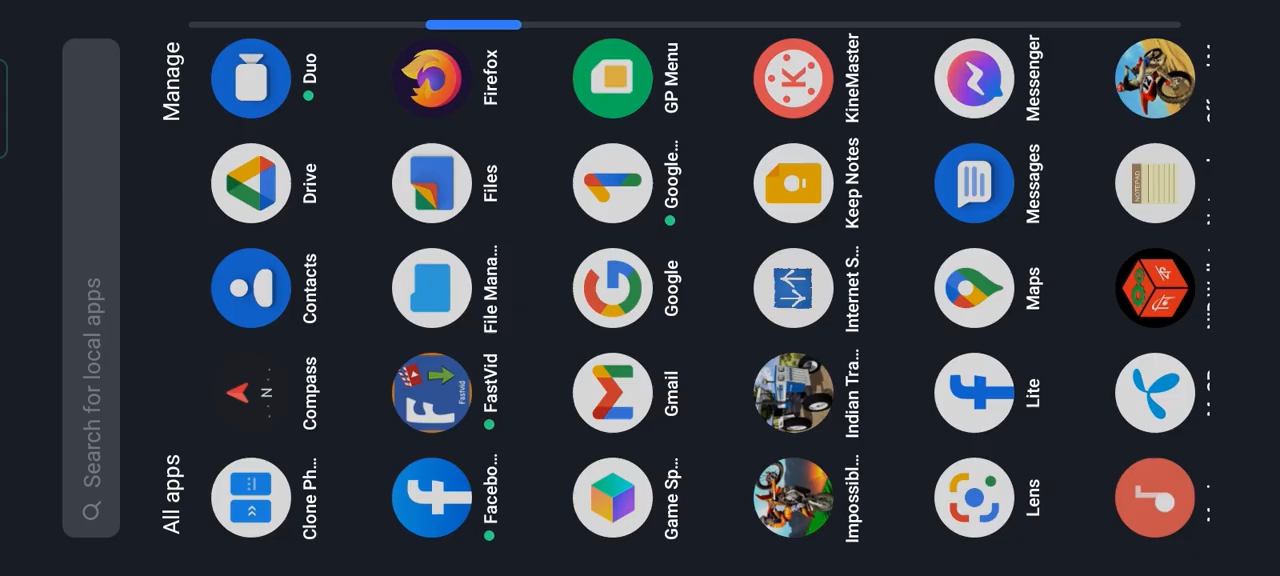 Search for local apps
All apps Manage
N
Clone Ph... Compass Contacts Drive Duo
Fastvid
Facebo... FastVid File Mana... Files Firefox
Game Sp... Gmail Google Google... GP Menu
K
Impossibl... Indian Tra... Internet S... Keep Notes KineMaster
Lens Lite Maps Messages Messenger
NOTEPAD